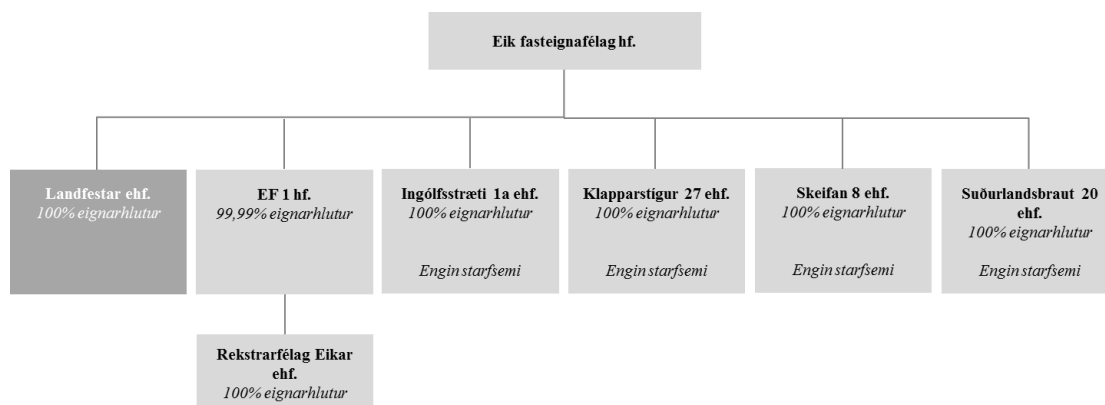 Eik fasteignafélag hf.
Landfestar ehf.
100% eignarhlutur
EF 1 hf.
99,99% eignarhlutur
Ingólfsstræti 1a ehf.
100% eignarhlutur
Engin starfsemi
Klapparstígur 27 ehf.
100% eignarhlutur
Engin starfsemi
Skeifan 8 ehf.
100% eignarhlutur
Engin starfsemi
Suðurlandsbraut 20
ehf.
100% eignarhlutur
Engin starfsemi
Rekstrarfélag Eikar
ehf.
100% eignarhlutur